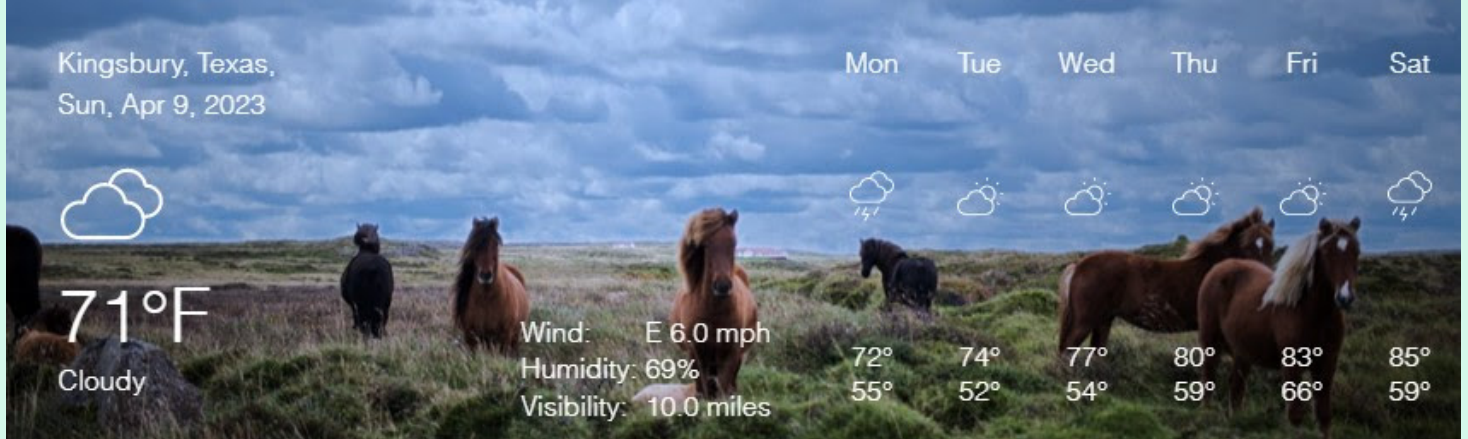 Kingsbury, Texas,
Sun, Apr 9, 2023
71°F
Cloudy
Wind: E 6.0 mph
Humidity: 69%
Visibility: 10.0 miles
Mon Tue Wed Thu Fri Sat
72° 74° 77° 80° 83° 85°
55° 52° 54° 59° 66° 59°